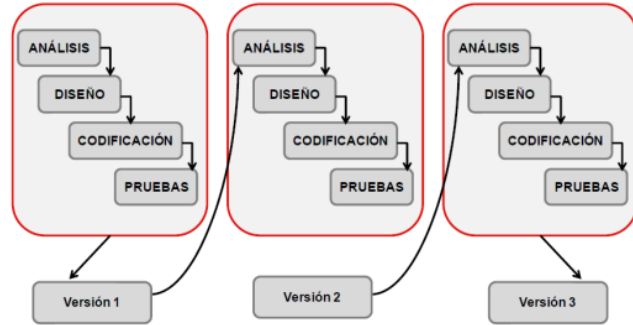 ANÁLISIS
DISEÑO
CODIFICACIÓN
PRUEBAS
ANÁLISIS
DISEÑO
CODIFICACIÓN
PRUEBAS
ANÁLISIS
DISEÑO
CODIFICACIÓN
PRUEBAS
Versión 1
Versión 2
Versión 3